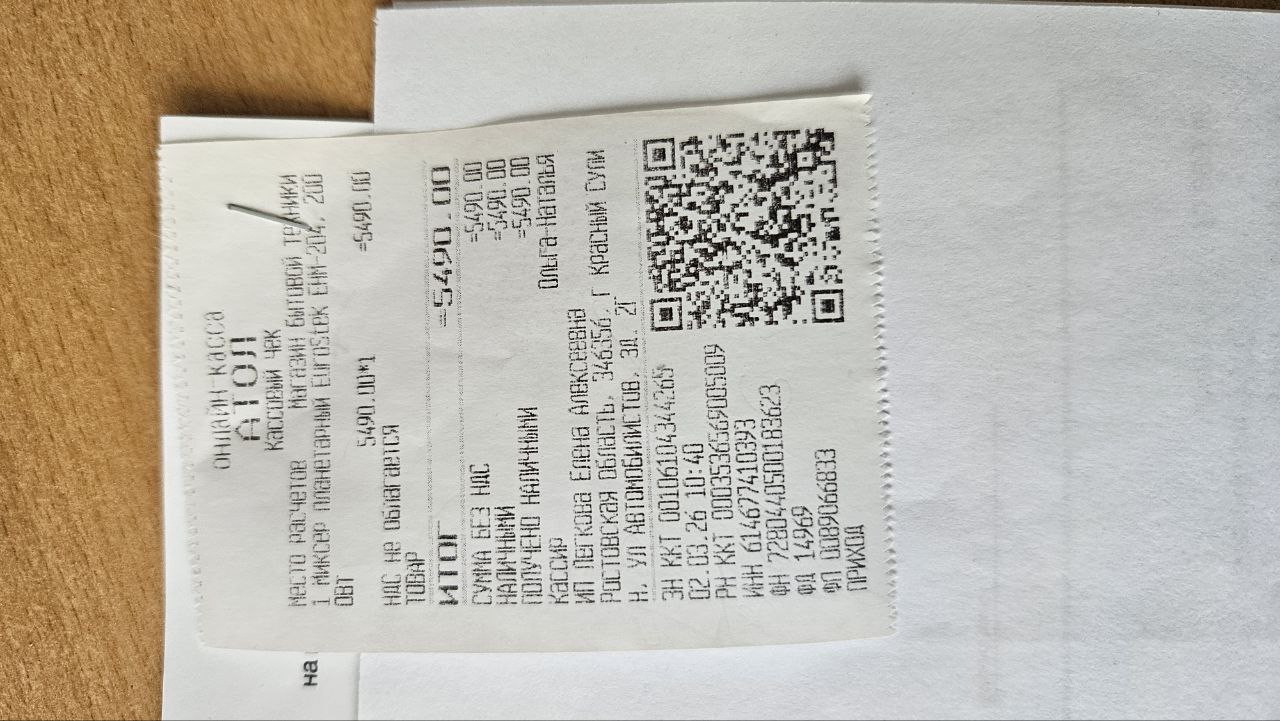 ОНЛАЙН-КАССА
АТОЛ
КАССОВЫЙ ЧЕК
МЕСТО РАСЧЕТОВ МАГАЗИН БЫТОВОЙ ТЕХНИКИ
1 МИКСЕР ПЛАНЕТАРНЫЙ EuroStek EHM-204, 200
0ВТ
5490.00*1 =5490.00
НДС НЕ ОБЛАГАЕТСЯ
ТОВАР
ИТОГ =5490.00
СУММА БЕЗ НДС =5490.00
НАЛИЧНЫМИ =5490.00
ПОЛУЧЕНО НАЛИЧНЫМИ =5490.00
КАССИР Ольга-Наталья
ИП ЛЕГКОВА ЕЛЕНА АЛЕКСЕЕВНА
РОСТОВСКАЯ ОБЛАСТЬ, 346356, Г КРАСНЫЙ СУЛИ
Н, УЛ АВТОМОБИЛИСТОВ, ЗД 2Г
ЗН ККТ 00106104344265
02.03.26 10:40
РН ККТ 0003536569005009
ИНН 614677410393
ФН 7280440500183623
ФД 14969
ФП 0089066833
ПРИХОД
на